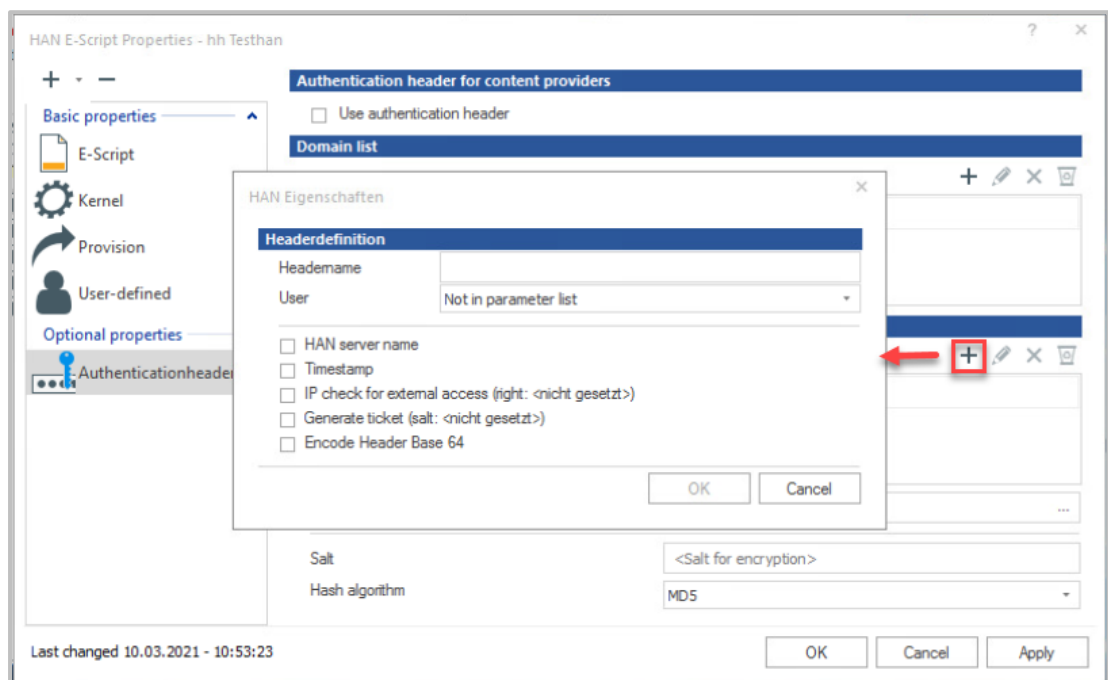 HAN E-Script Properties - hh Testhan
?
Authentication header for content providers
Basic properties
Use authentication header
E-Script
Domain list
Kernel
HAN Eigenschaften
Headerdefinition
Provision
Headername
User
Not in parameter list
User-defined
Optional properties
HAN server name
Authenticationheader
Timestamp
IP check for external access (right: <nicht gesetzt>)
Generate ticket (salt: <nicht gesetzt>)
Encode Header Base 64
OK
Cancel
...
Salt
<Salt for encryption>
Hash algorithm
MD5
Last changed 10.03.2021 - 10:53:23
OK
Cancel
Apply